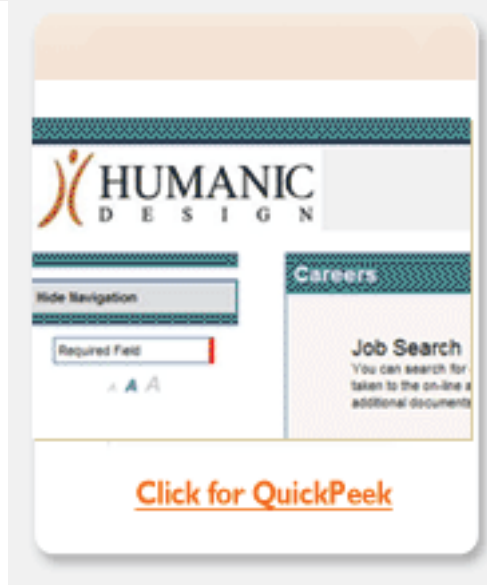 HUMANIC
DESIGN
Careers
Hide Navigation
Required Field
Job Search
You can search for
A A A
taken to the on-line a
additional documents
Click for QuickPeek